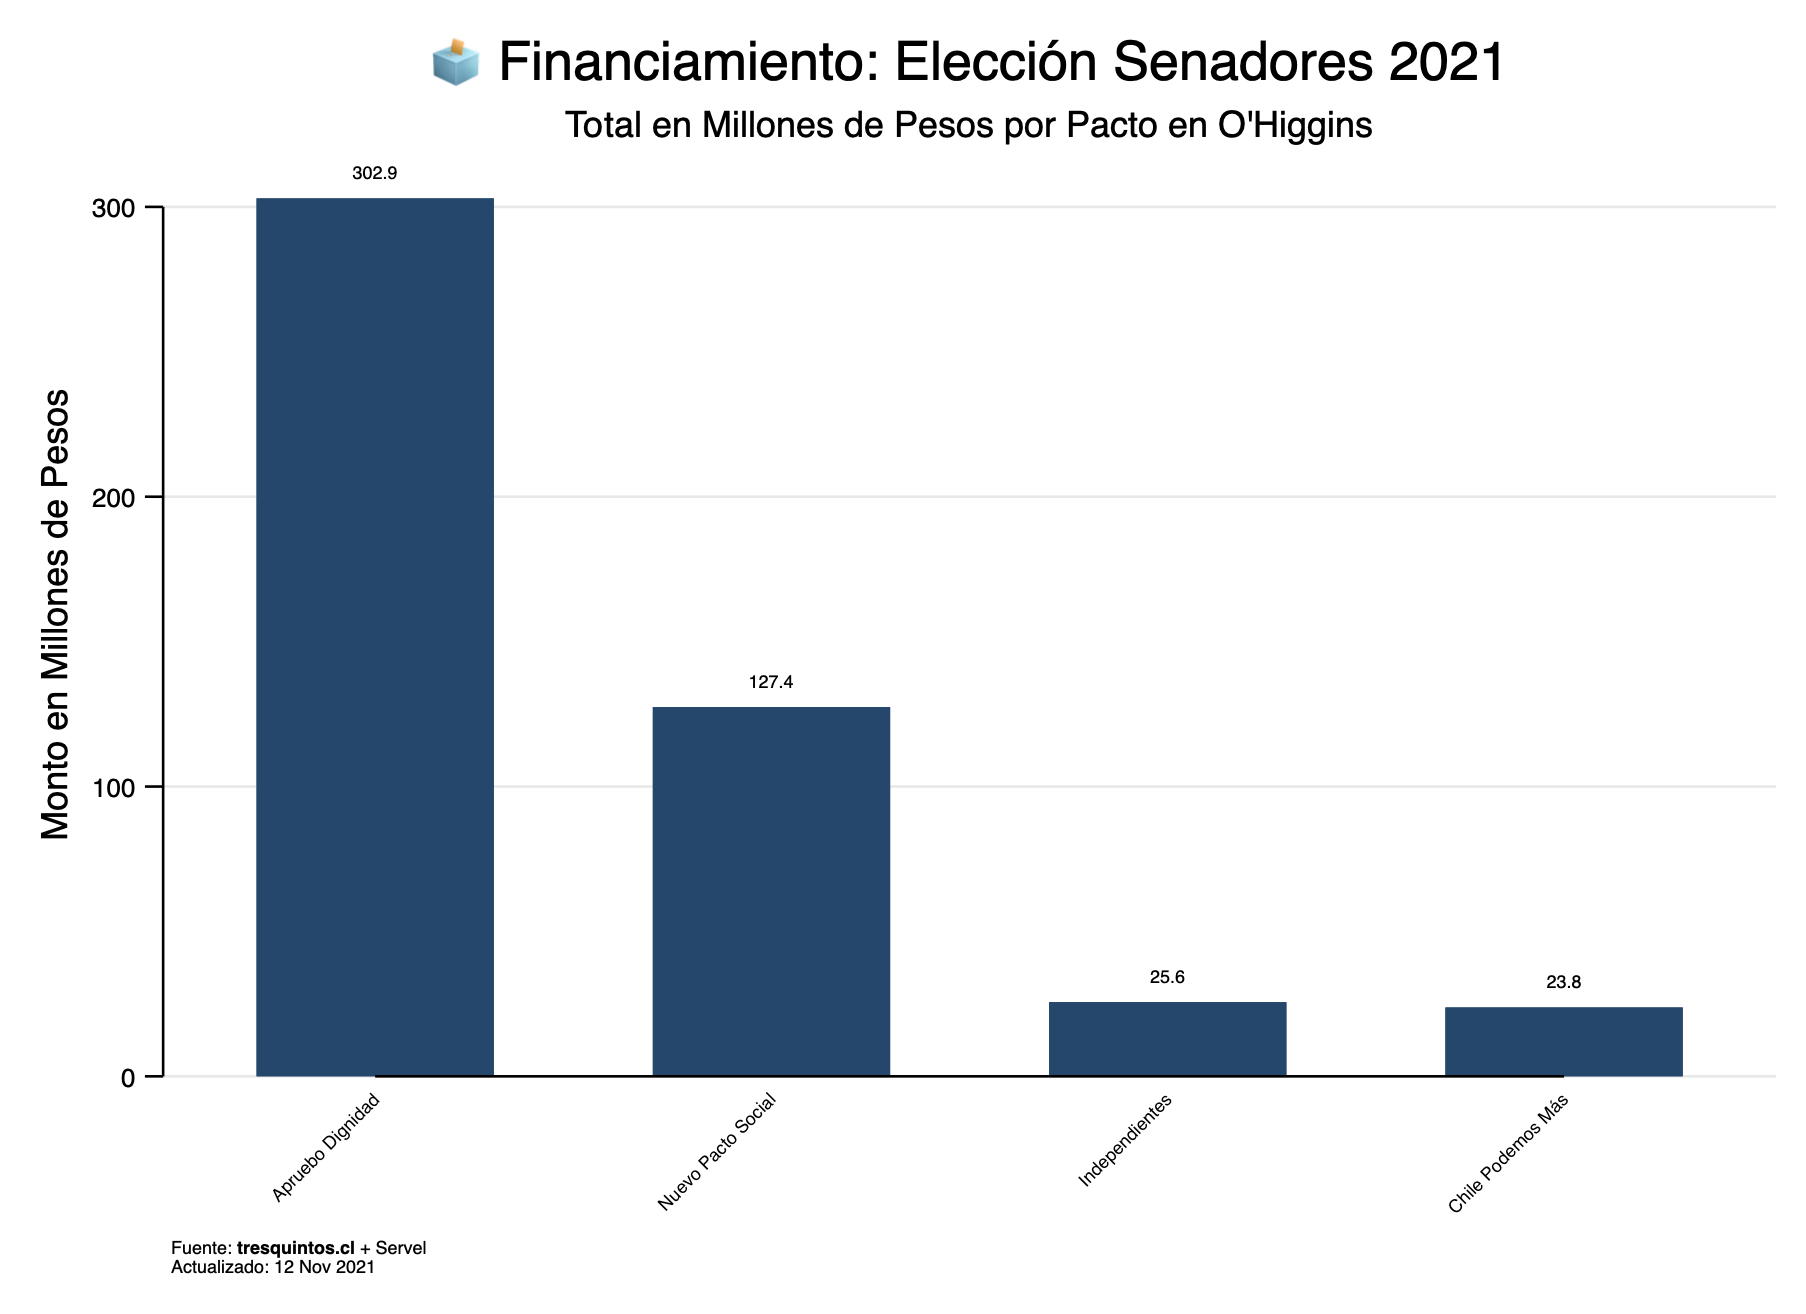 Financiamiento: Elección Senadores 2021
Total en Millones de Pesos por Pacto en O'Higgins
Monto en Millones de Pesos
300
200
100
0
302.9
127.4
25.6
23.8
Apruebo Dignidad
Nuevo Pacto Social
Independientes
Chile Podemos Más
Fuente: tresquintos.cl + Servel
Actualizado: 12 Nov 2021